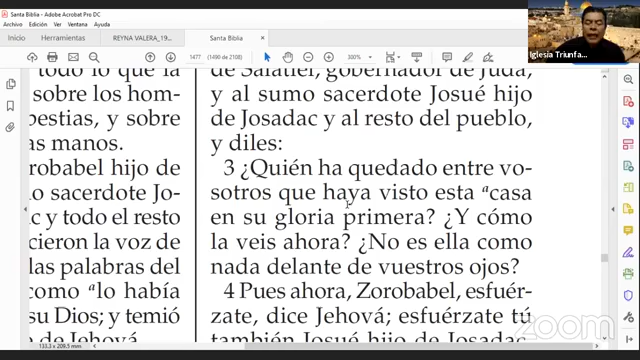 Santa Biblia - Adobe Acrobat Pro DC
Archivo Edición Ver Ventana Ayuda
Inicio Herramientas REYNA VALERA_19... Santa Biblia
1477 (1490 de 2108) 300%
Iglesia Triunfa...
todo lo que la
sobre los hom-
bestias, y sobre
as manos.
robabel hijo de
o sacerdote Jo-
c y todo el resto
cieron la voz de
las palabras del
como ᵃlo había
su Dios; y temió
de Jehová.
de Salatiel, gobernador de Judá,
y al sumo sacerdote Josué hijo
de Josadac y al resto del pueblo,
y diles:
3 ¿Quién ha quedado entre vo-
sotros que haya visto esta ᵃcasa
en su gloria primera? ¿Y cómo
la veis ahora? ¿No es ella como
nada delante de vuestros ojos?
4 Pues ahora, Zorobabel, esfuér-
zate, dice Jehová; esfuérzate tú
también Josué hijo de Josadac,
133.3 x 209.5 mm
zoom